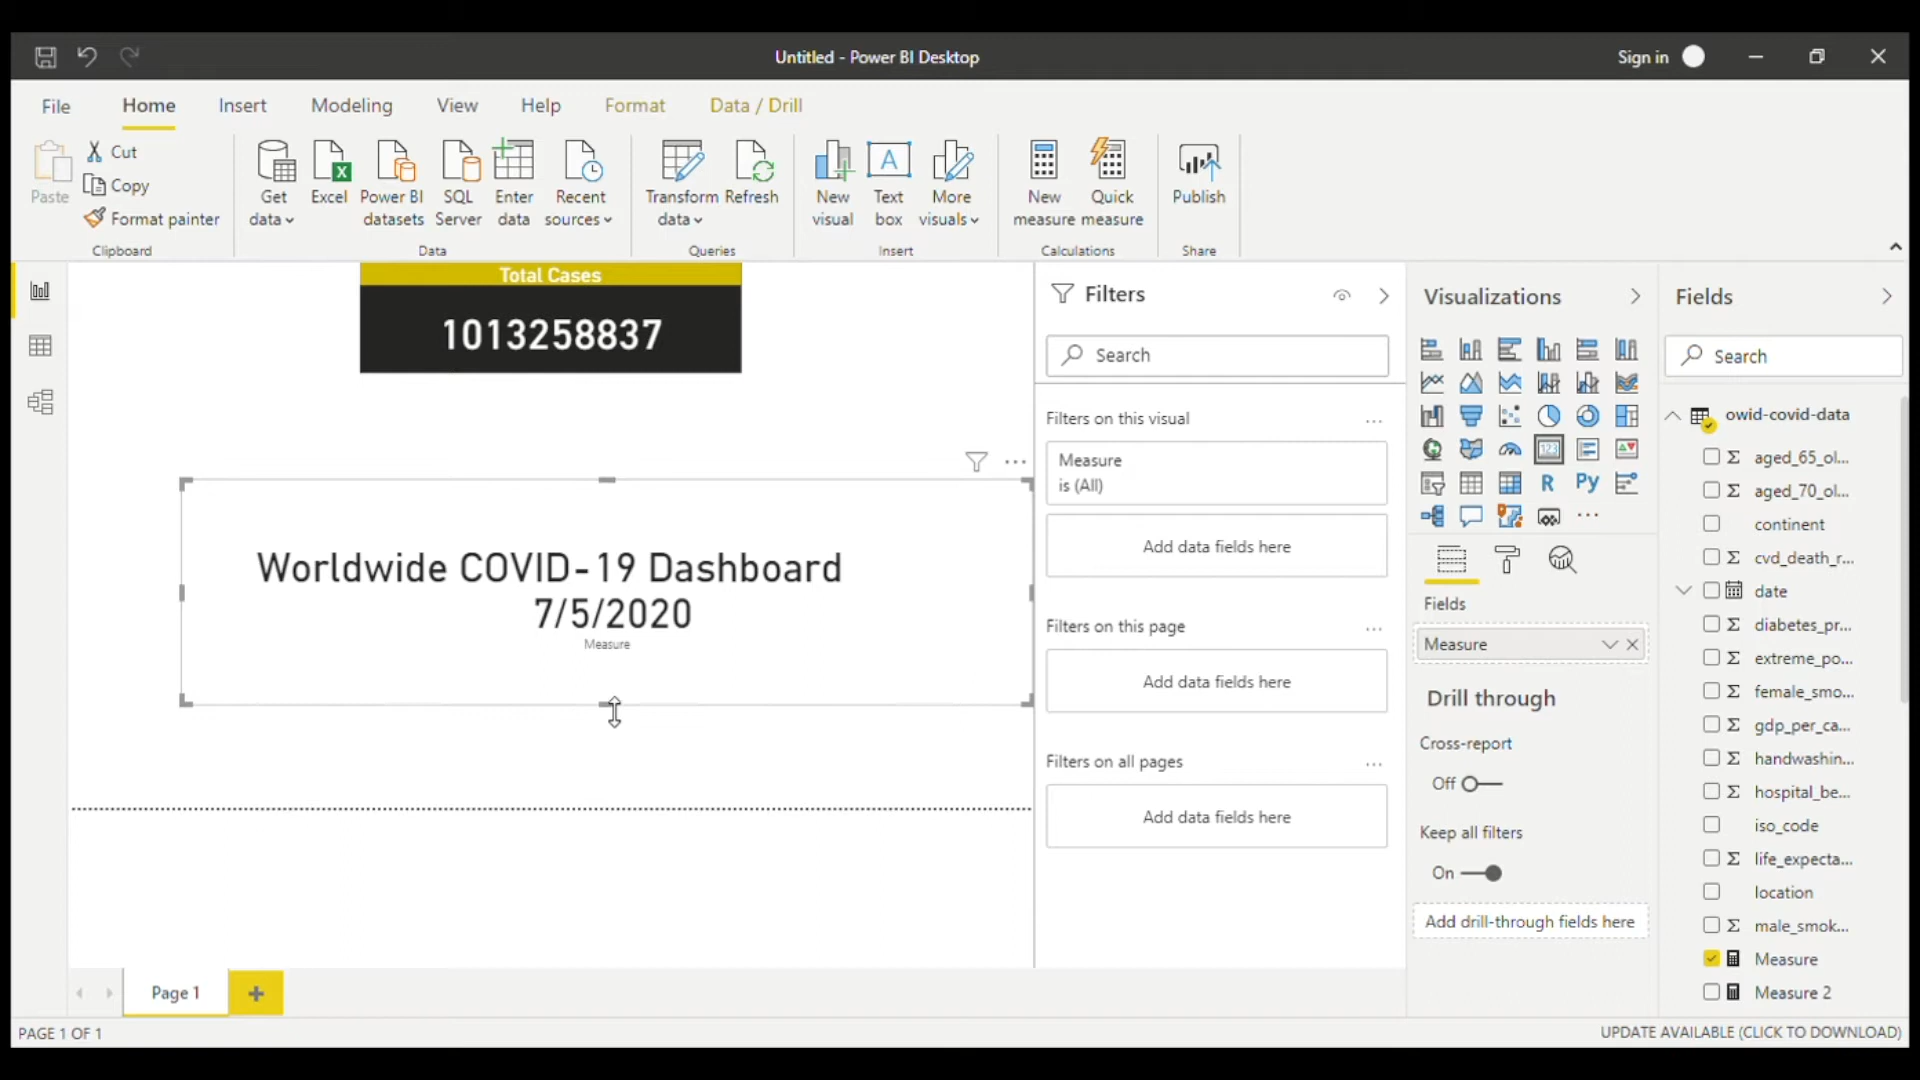 Untitled - Power BI Desktop
Sign in
File Home Insert Modeling View Help Format Data / Drill
Paste
Cut
Copy
Format painter
Clipboard
Get data
Excel
Power BI datasets
SQL Server
Enter data
Recent sources
Data
Transform data
Refresh
Queries
New visual
A
Text box
More visuals
Insert
New measure
Quick measure
Calculations
Publish
Share
Total Cases
1013258837
Worldwide COVID-19 Dashboard
7/5/2020
Measure
Filters
Search
Filters on this visual
Measure
is (All)
Add data fields here
Filters on this page
Add data fields here
Filters on all pages
Add data fields here
Visualizations
123
R
Py
Fields
Measure
Drill through
Cross-report
Off
Keep all filters
On
Add drill-through fields here
Fields
Search
owid-covid-data
Σ aged_65_ol...
Σ aged_70_ol...
continent
Σ cvd_death_r...
date
Σ diabetes_pr...
Σ extreme_po...
Σ female_smo...
Σ gdp_per_ca...
Σ handwashin...
Σ hospital_be...
iso_code
Σ life_expecta...
location
Σ male_smok...
Measure
Measure 2
Page 1
PAGE 1 OF 1
UPDATE AVAILABLE (CLICK TO DOWNLOAD)